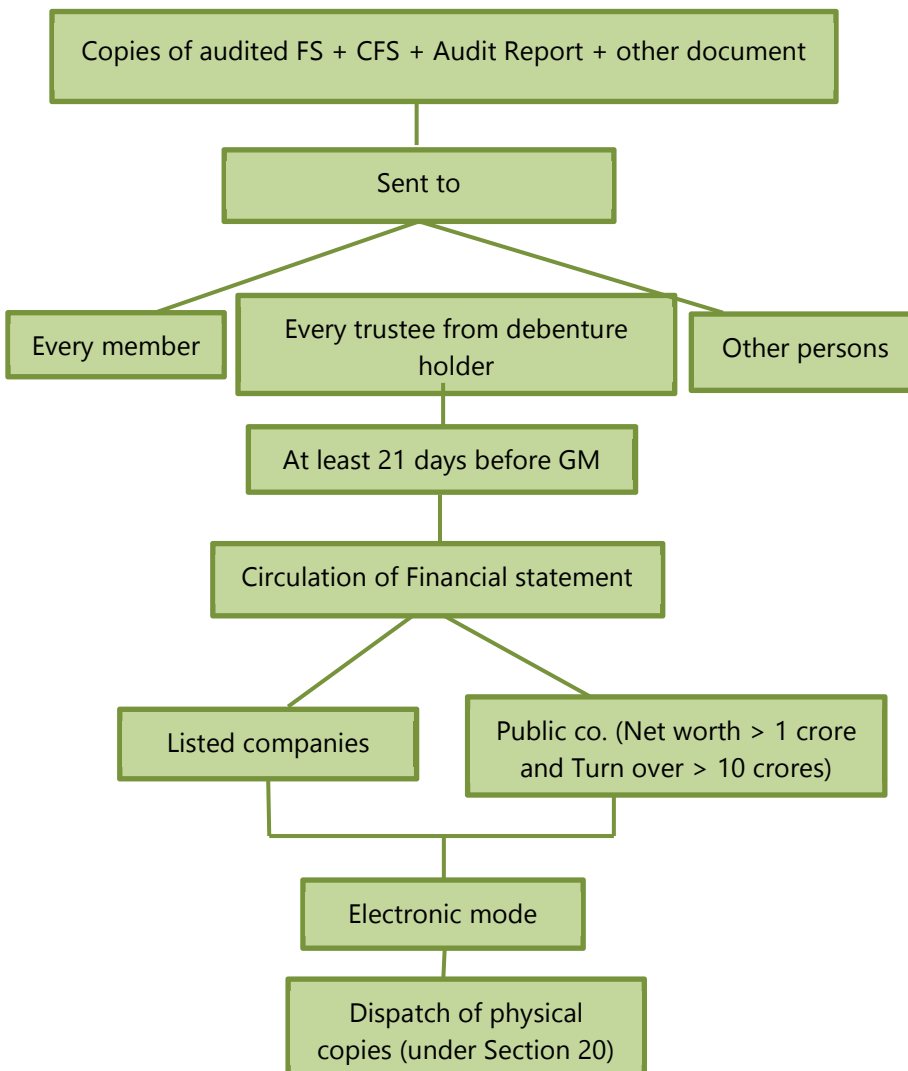 Copies of audited FS + CFS + Audit Report + other document
Sent to
Every member
Every trustee from debenture
holder
Other persons
At least 21 days before GM
Circulation of Financial statement
Listed companies
Public co. (Net worth > 1 crore
and Turn over > 10 crores)
Electronic mode
Dispatch of physical
copies (under Section 20)